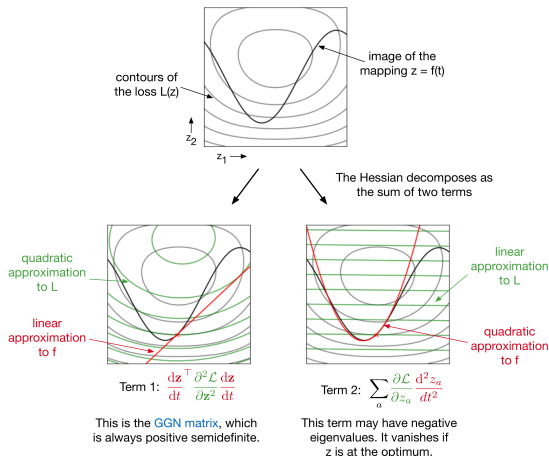 image of the
mapping z = f(t)
contours of
the loss L(z)
z2
z1
The Hessian decomposes as
the sum of two terms
quadratic
approximation
to L
linear
approximation
to f
linear
approximation
to L
quadratic
approximation
to f
Term 1: dz/dt⊤ ∂²ℒ/∂z² dz/dt
Term 2: ∑a ∂ℒ/∂za d²za/dt²
This is the GGN matrix, which
is always positive semidefinite.
This term may have negative
eigenvalues. It vanishes if
z is at the optimum.